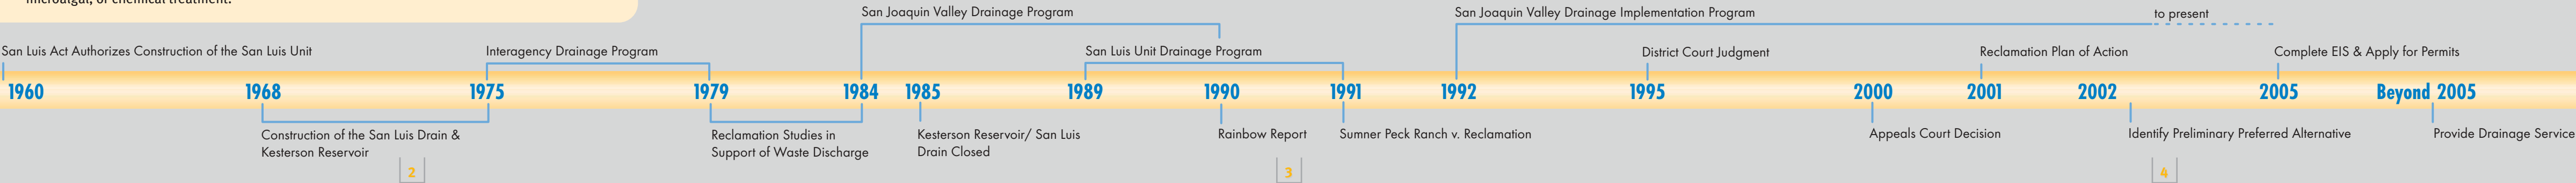 microalgal, or chemical treatment.
San Joaquin Valley Drainage Program
San Joaquin Valley Drainage Implementation Program
to present
San Luis Act Authorizes Construction of the San Luis Unit
Interagency Drainage Program
San Luis Unit Drainage Program
District Court Judgment
Reclamation Plan of Action
Complete EIS & Apply for Permits
1960 1968 1975 1979 1984 1985 1989 1990 1991 1992 1995 2000 2001 2002 2005 Beyond 2005
Construction of the San Luis Drain &
Kesterson Reservoir
Reclamation Studies in
Support of Waste Discharge
Kesterson Reservoir/ San Luis
Drain Closed
Rainbow Report
Sumner Peck Ranch v. Reclamation
Appeals Court Decision
Identify Preliminary Preferred Alternative
Provide Drainage Service
2
3
4